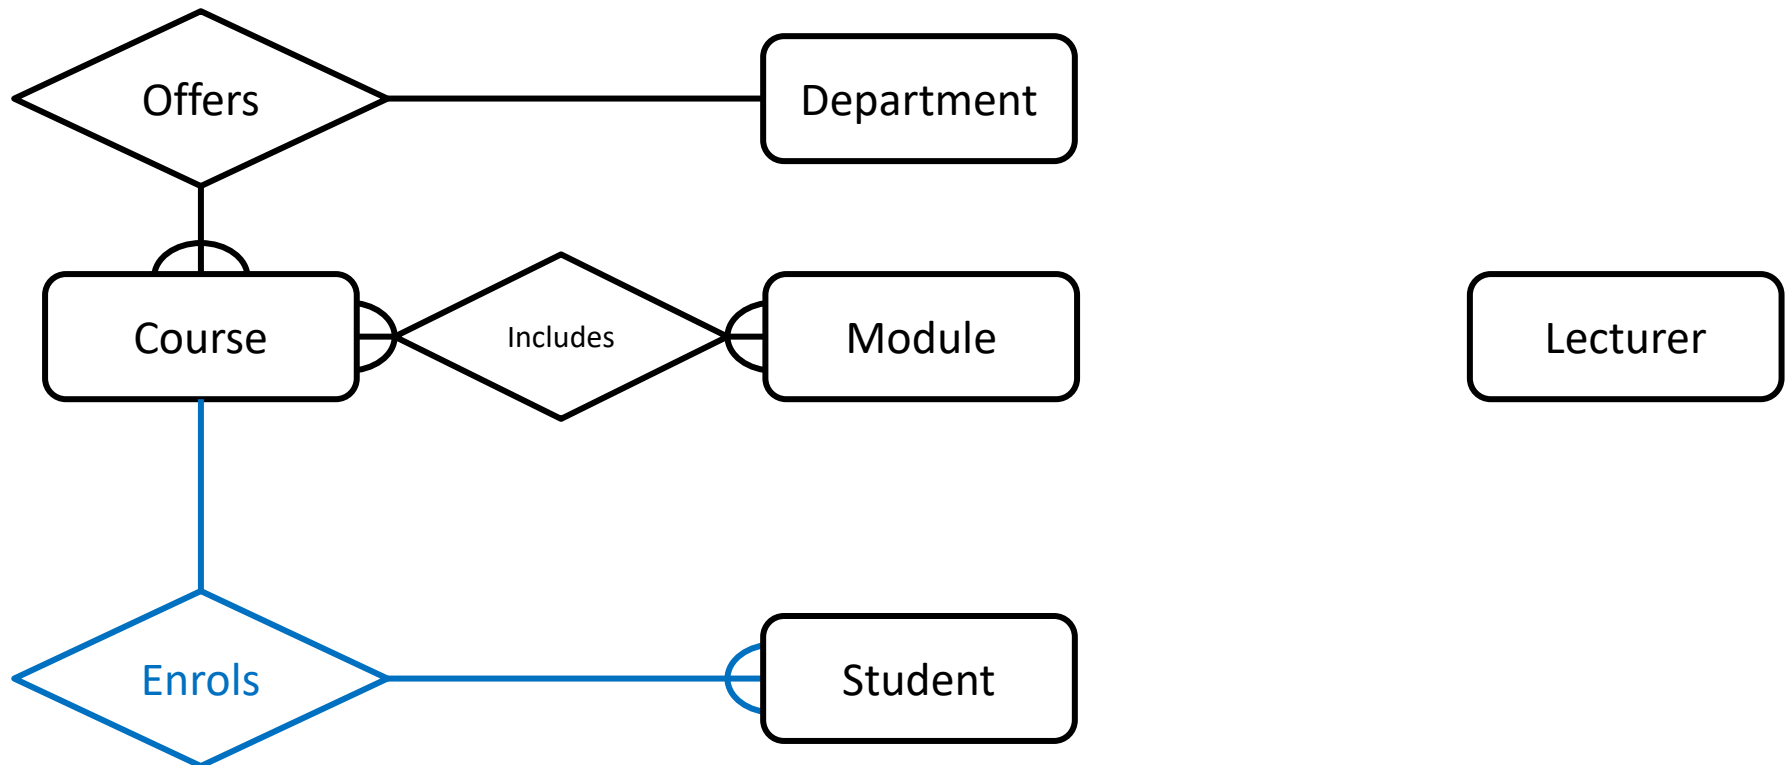 Offers
Department
Course
Includes
Module
Lecturer
Enrols
Student